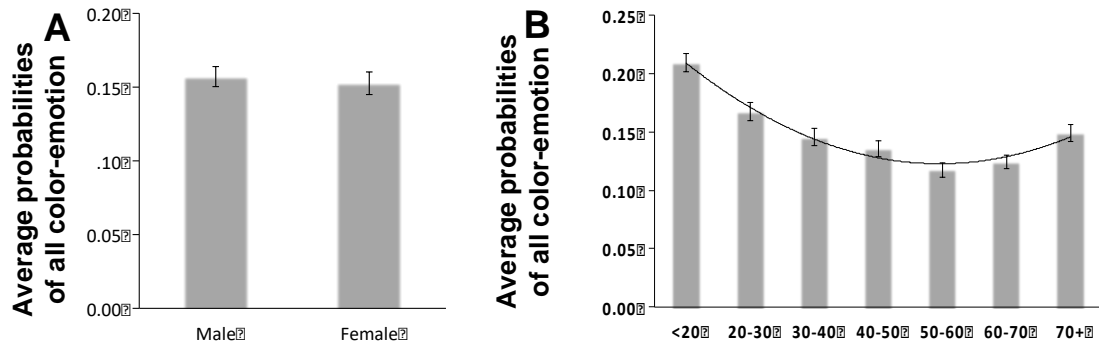 A
Average probabilities
of all color-emotion
0.20
0.15
.10
0.05
0.00
Male
Female
B
Average probabilities
of all color-emotion
0.25
0.20
0.15
0.10
0.05
0.00
<20
20-30
30-40
40-50
50-60
60-70
70+